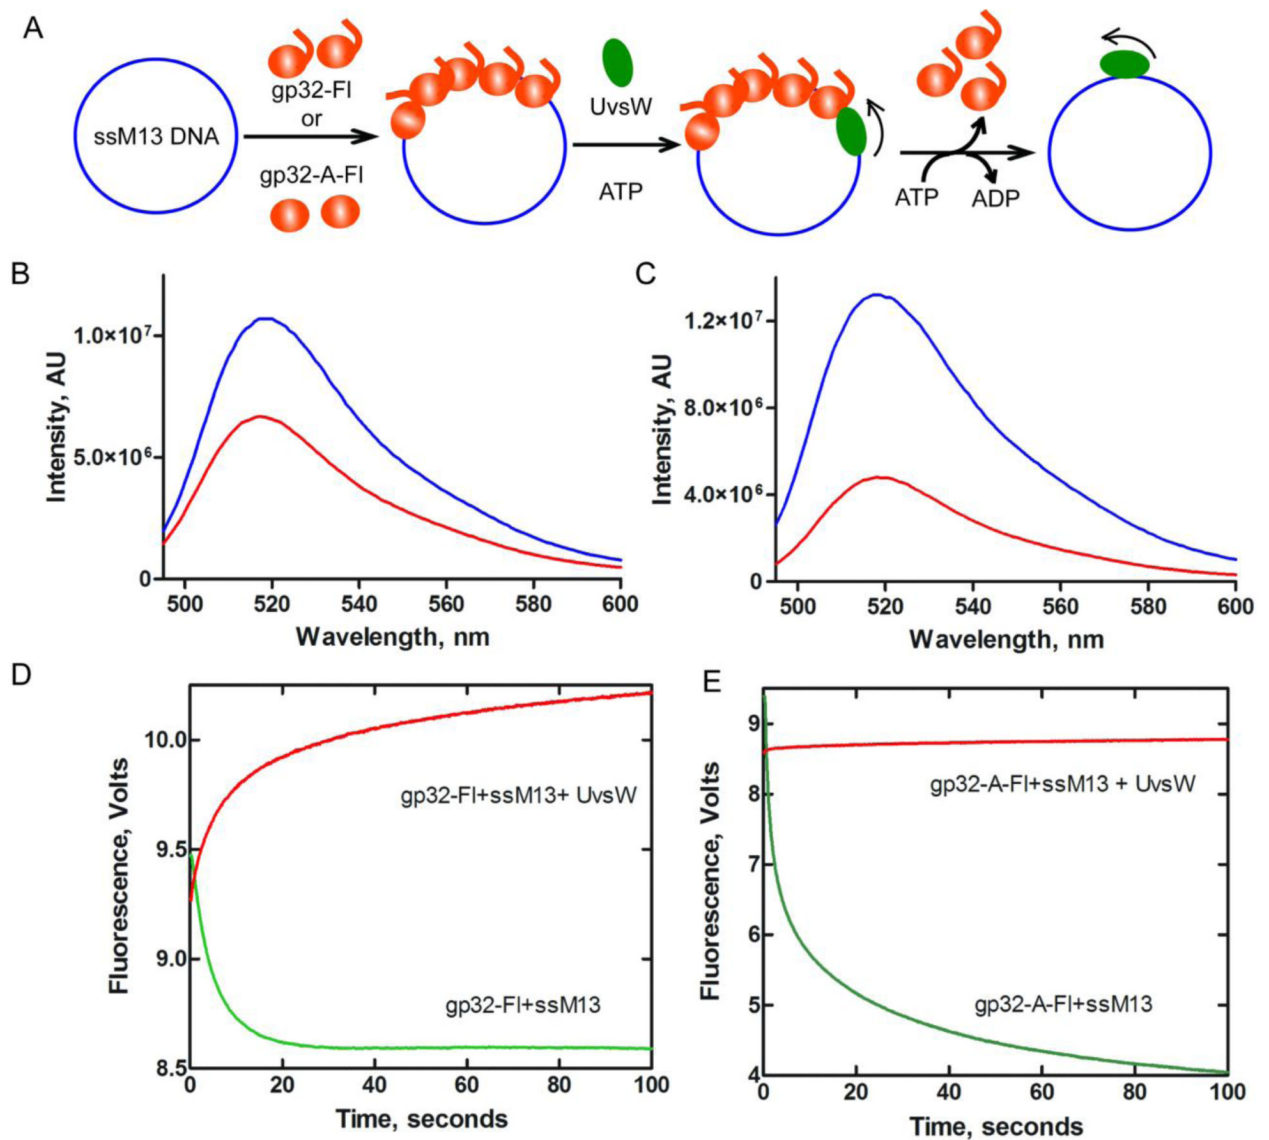 A
ssM13 DNA
gp32-Fl
or
gp32-A-Fl
UvsW
ATP
ATP
ADP
B
Intensity, AU
1.0×10⁷
5.0×10⁶
0
500 520 540 560 580 600
Wavelength, nm
C
Intensity, AU
1.2×10⁷
8.0×10⁶
4.0×10⁶
0
500 520 540 560 580 600
Wavelength, nm
D
Fluorescence, Volts
10.0
9.5
9.0
8.5
gp32-Fl+ssM13+ UvsW
gp32-Fl+ssM13
0 20 40 60 80 100
Time, seconds
E
Fluorescence, Volts
9
8
7
6
5
4
gp32-A-Fl+ssM13 + UvsW
gp32-A-Fl+ssM13
0 20 40 60 80 100
Time, seconds